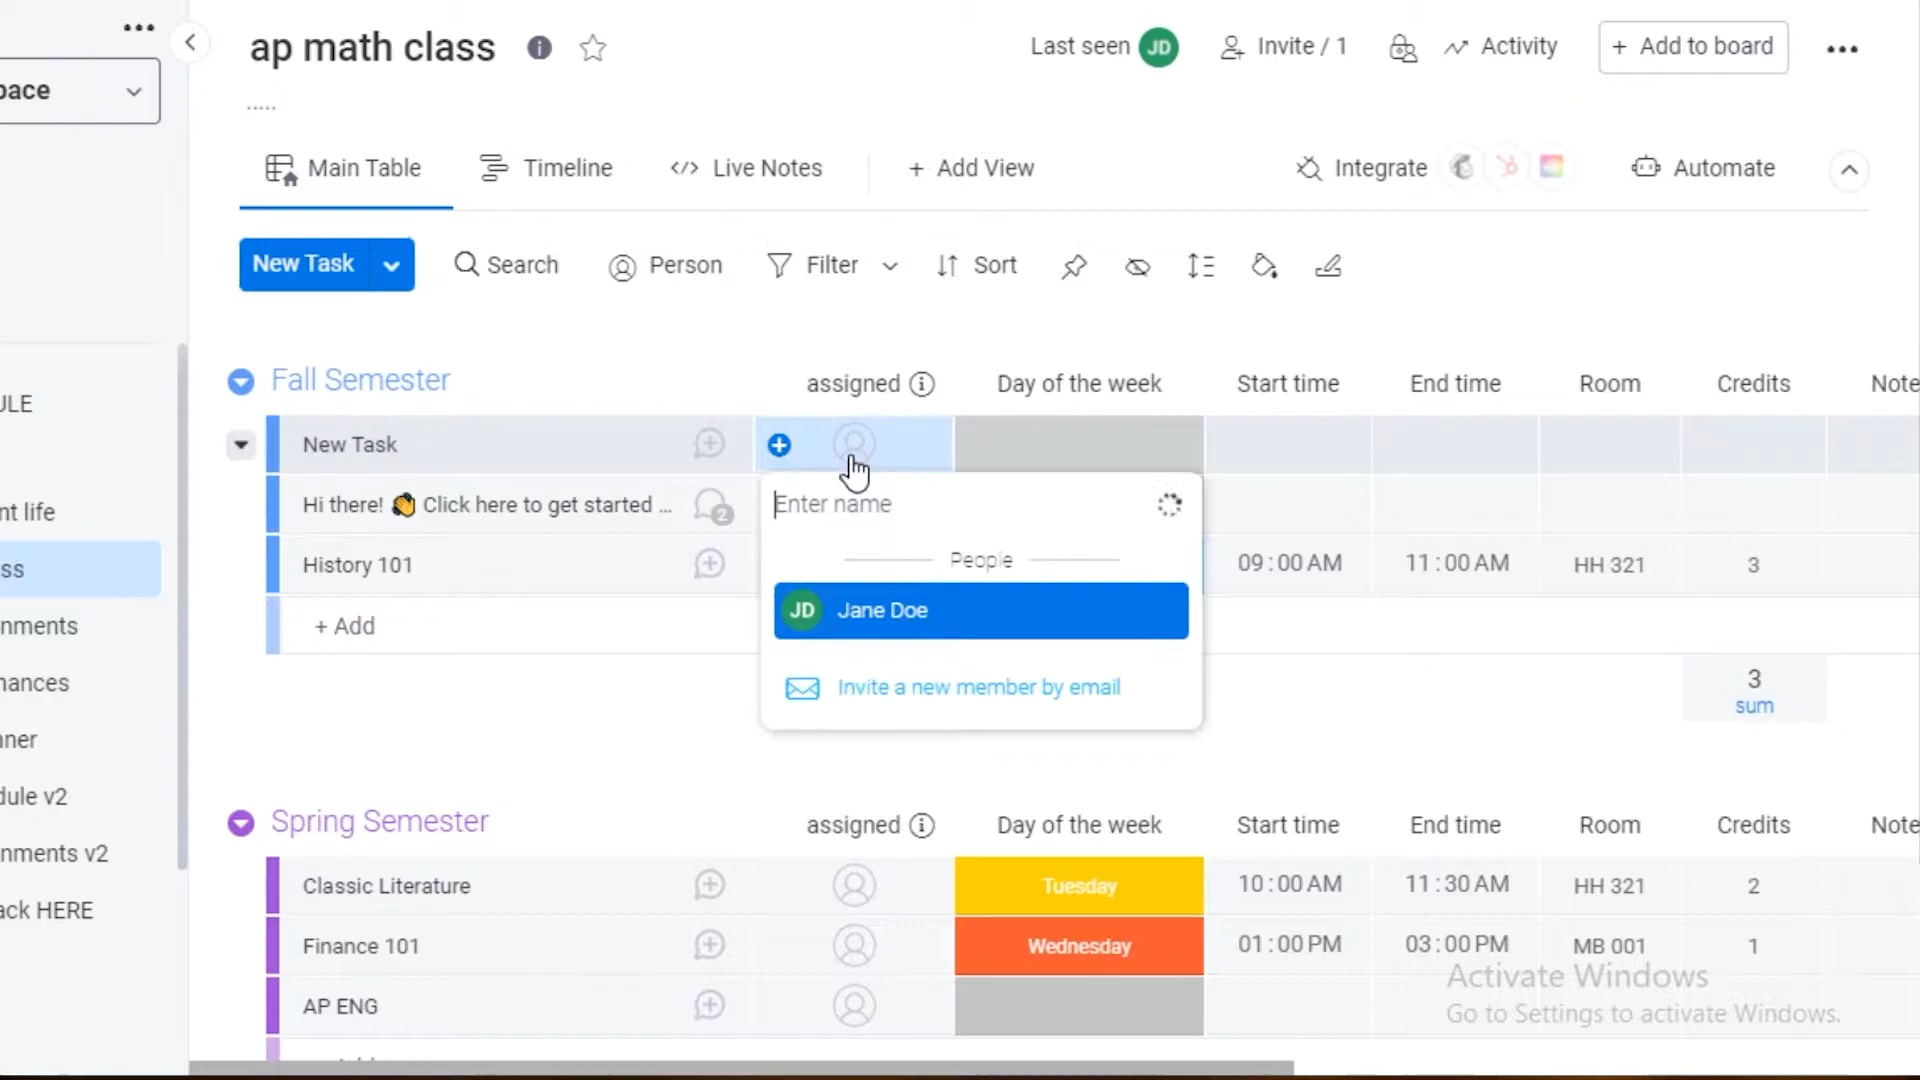 ap math class
Last seen JD
Invite / 1
Activity
+ Add to board
pace
Main Table
Timeline
Live Notes
+ Add View
Integrate
Automate
New Task
Search
Person
Filter
Sort
Fall Semester
assigned
Day of the week
Start time
End time
Room
Credits
Note
ULE
New Task
nt life
Hi there! 👏 Click here to get started ...
2
Enter name
People
ss
History 101
09:00 AM
11:00 AM
HH 321
3
JD Jane Doe
nments
+ Add
nances
Invite a new member by email
3
sum
nner
dule v2
Spring Semester
assigned
Day of the week
Start time
End time
Room
Credits
Note
nments v2
Classic Literature
Tuesday
10:00 AM
11:30 AM
HH 321
2
ack HERE
Finance 101
Wednesday
01:00 PM
03:00 PM
MB 001
1
AP ENG
Activate Windows
Go to Settings to activate Windows.